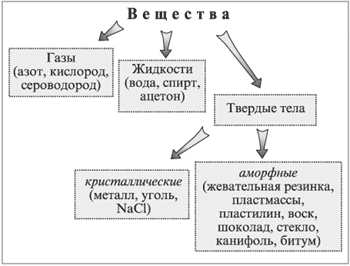 Вещества
Газы
(азот, кислород,
сероводород)
Жидкости
(вода, спирт,
ацетон)
Твердые тела
кристаллические
(металл, уголь,
NaCl)
аморфные
(жевательная резинка,
пластмассы,
пластилин, воск,
шоколад, стекло,
канифоль, битум)